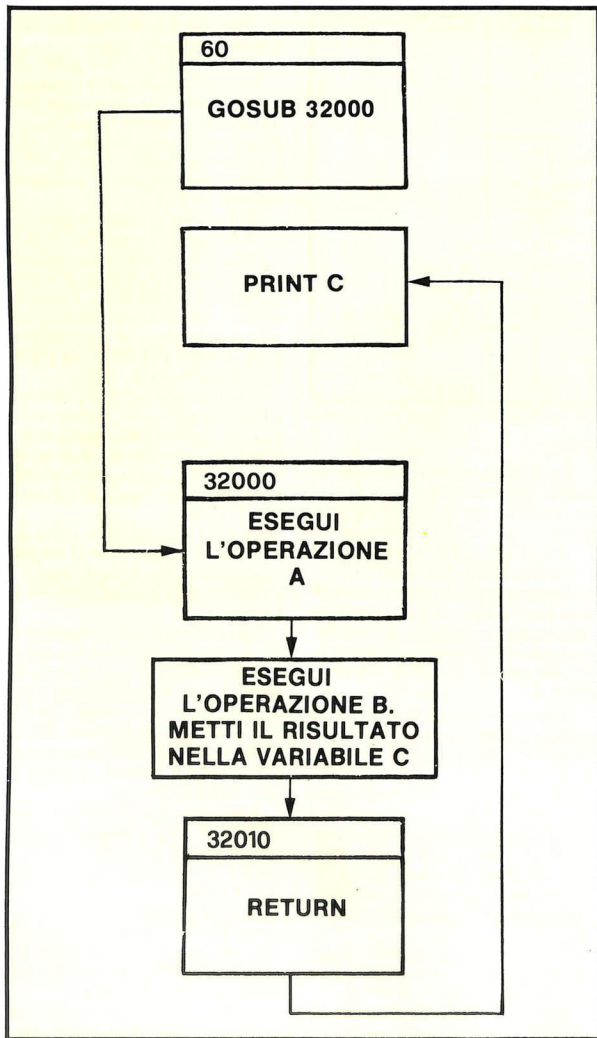 60
GOSUB 32000
PRINT C
32000
ESEGUI
L'OPERAZIONE
A
ESEGUI
L'OPERAZIONE B.
METTI IL RISULTATO
NELLA VARIABILE C
32010
RETURN